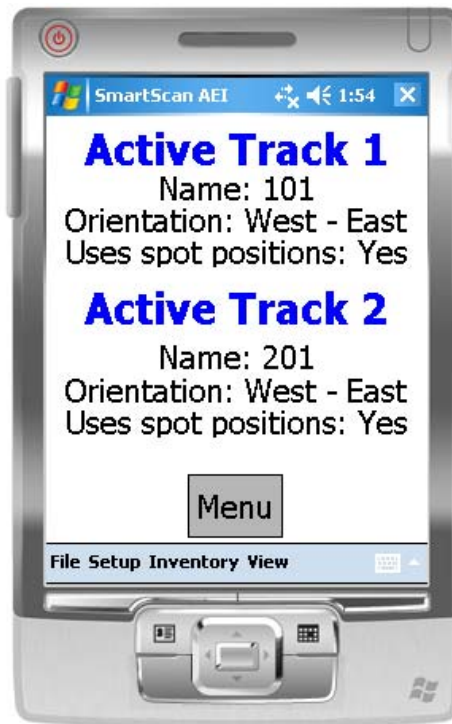 SmartScan AEI 1:54
Active Track 1
Name: 101
Orientation: West - East
Uses spot positions: Yes
Active Track 2
Name: 201
Orientation: West - East
Uses spot positions: Yes
Menu
File Setup Inventory View